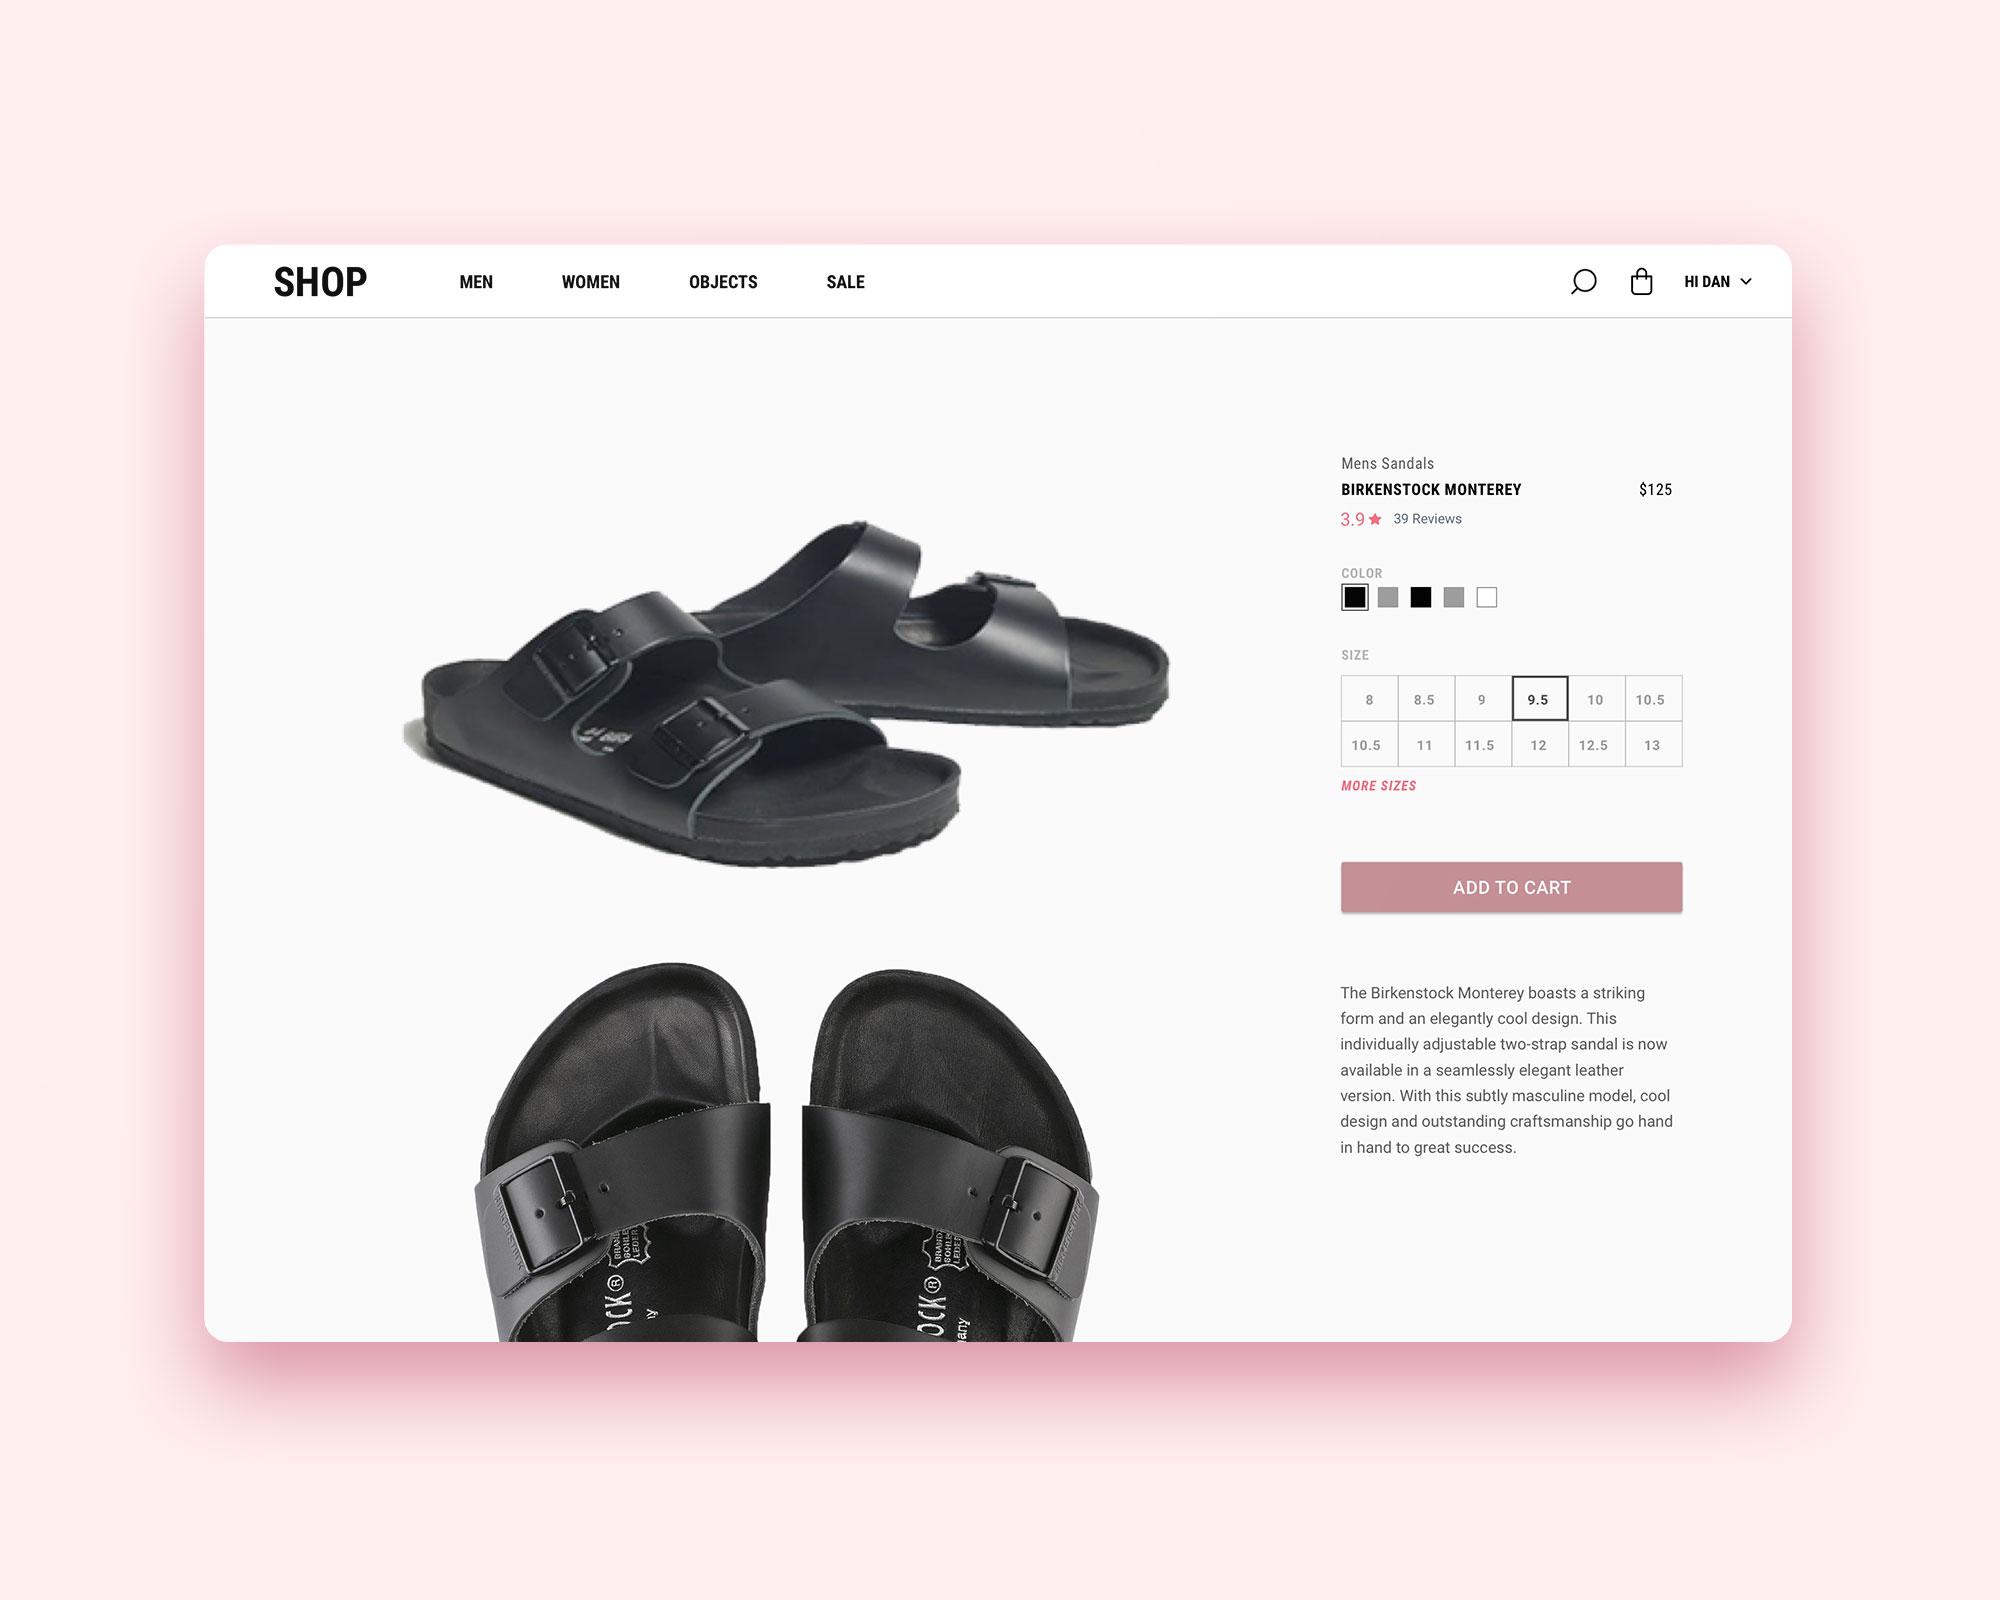 SHOP
MEN
WOMEN
OBJECTS
SALE
HI DAN
Mens Sandals
BIRKENSTOCK MONTEREY
$125
3.9
39 Reviews
COLOR
SIZE
8 8.5 9 9.5 10 10.5
10.5 11 11.5 12 12.5 13
MORE SIZES
ADD TO CART
The Birkenstock Monterey boasts a striking
form and an elegantly cool design. This
individually adjustable two-strap sandal is now
available in a seamlessly elegant leather
version. With this subtly masculine model, cool
design and outstanding craftsmanship go hand
in hand to great success.